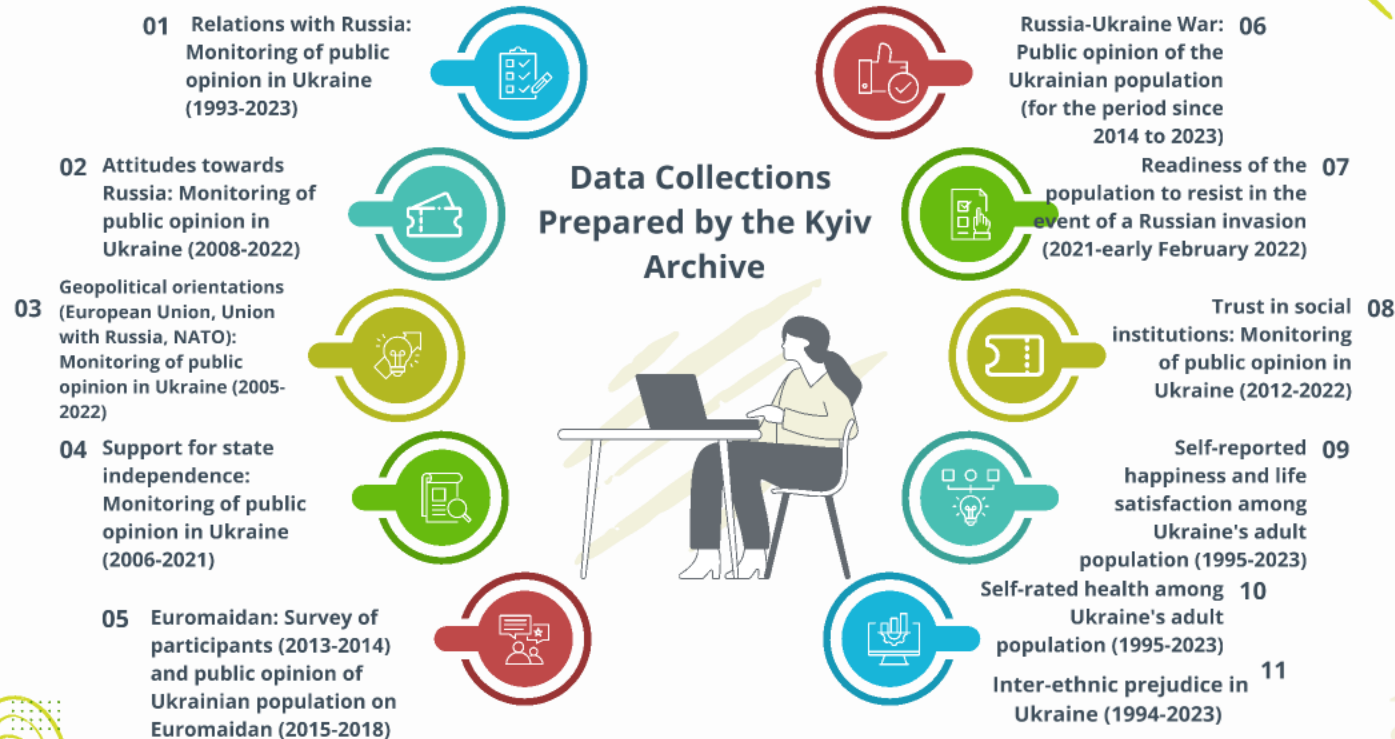 Data Collections
Prepared by the Kyiv
Archive
01 Relations with Russia:
Monitoring of public
opinion in Ukraine
(1993-2023)
02 Attitudes towards
Russia: Monitoring of
public opinion in
Ukraine (2008-2022)
03 Geopolitical orientations
(European Union, Union
with Russia, NATO):
Monitoring of public
opinion in Ukraine (2005-
2022)
04 Support for state
independence:
Monitoring of public
opinion in Ukraine
(2006-2021)
05 Euromaidan: Survey of
participants (2013-2014)
and public opinion of
Ukrainian population on
Euromaidan (2015-2018)
Russia-Ukraine War: 06
Public opinion of the
Ukrainian population
(for the period since
2014 to 2023)
Readiness of the 07
population to resist in the
event of a Russian invasion
(2021-early February 2022)
Trust in social 08
institutions: Monitoring
of public opinion in
Ukraine (2012-2022)
Self-reported 09
happiness and life
satisfaction among
Ukraine's adult
population (1995-2023)
Self-rated health among 10
Ukraine's adult
population (1995-2023)
11
Inter-ethnic prejudice in
Ukraine (1994-2023)